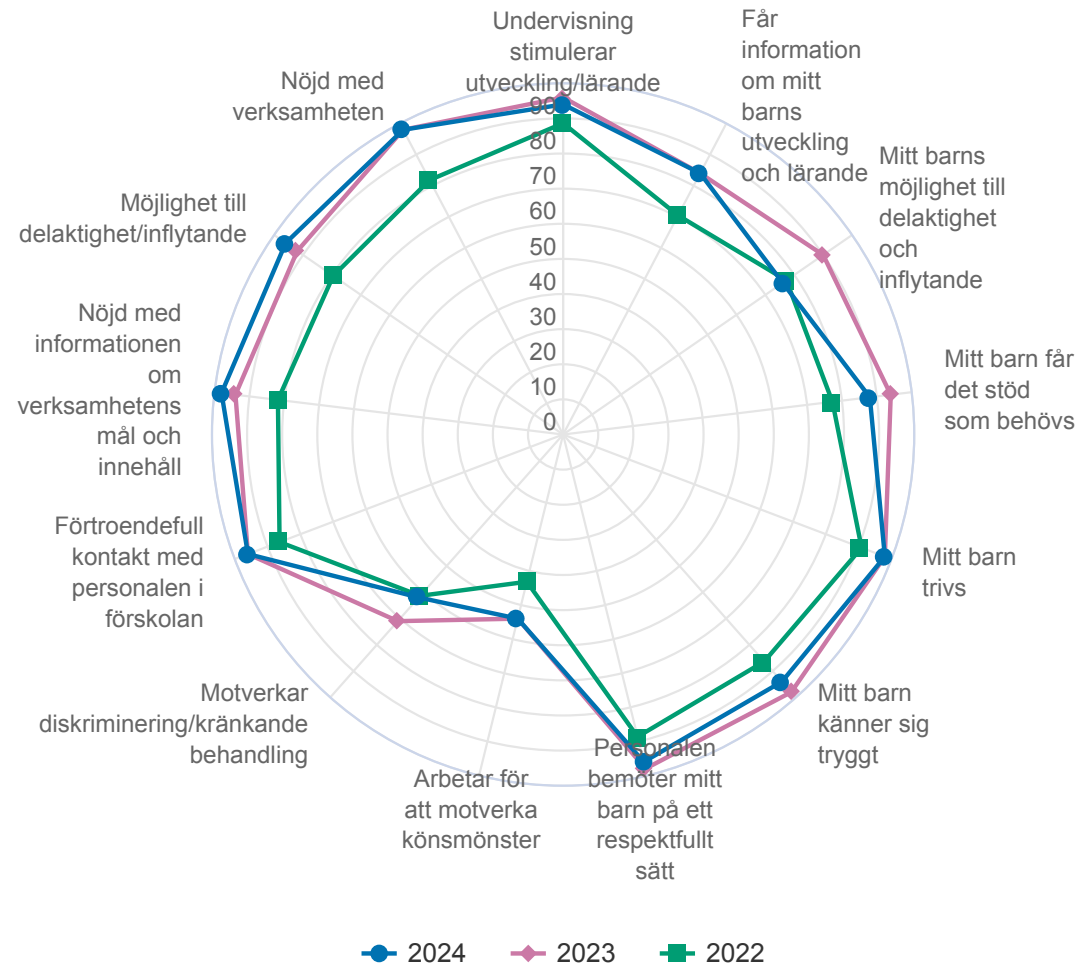 Undervisning
stimulerar
utveckling/lärande
Får
information
om mitt
barns
utveckling
och lärande
Mitt barns
möjlighet till
delaktighet
och
inflytande
Mitt barn får
det stöd
som behövs
Mitt barn
trivs
Mitt barn
känner sig
tryggt
Personalen
bemöter mitt
barn på ett
respektfullt
sätt
Arbetar för
att motverka
könsmönster
Motverkar
diskriminering/kränkande
behandling
Förtroendefull
kontakt med
personalen i
förskolan
Nöjd med
informationen
om
verksamhetens
mål och
innehåll
Möjlighet till
delaktighet/inflytande
Nöjd med
verksamheten
90
80
70
60
50
40
30
20
10
0
2024
2023
2022